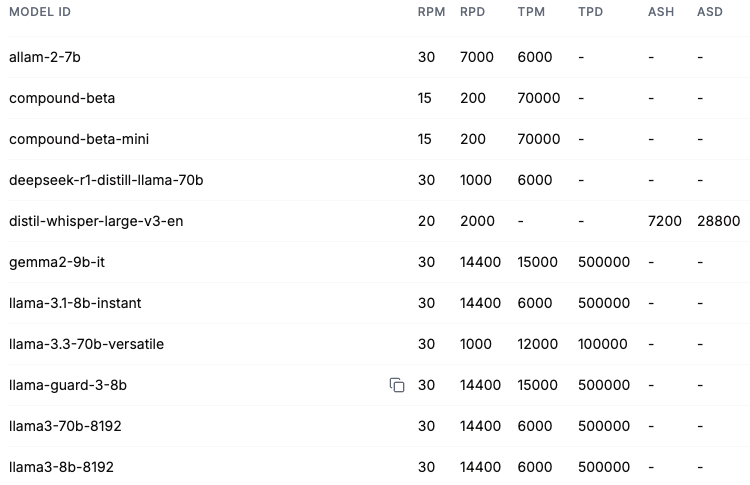 MODEL ID RPM RPD TPM TPD ASH ASD
allam-2-7b 30 7000 6000 - - -
compound-beta 15 200 70000 - - -
compound-beta-mini 15 200 70000 - - -
deepseek-r1-distill-llama-70b 30 1000 6000 - - -
distil-whisper-large-v3-en 20 2000 - - 7200 28800
gemma2-9b-it 30 14400 15000 500000 - -
llama-3.1-8b-instant 30 14400 6000 500000 - -
llama-3.3-70b-versatile 30 1000 12000 100000 - -
llama-guard-3-8b 30 14400 15000 500000 - -
llama3-70b-8192 30 14400 6000 500000 - -
llama3-8b-8192 30 14400 6000 500000 - -